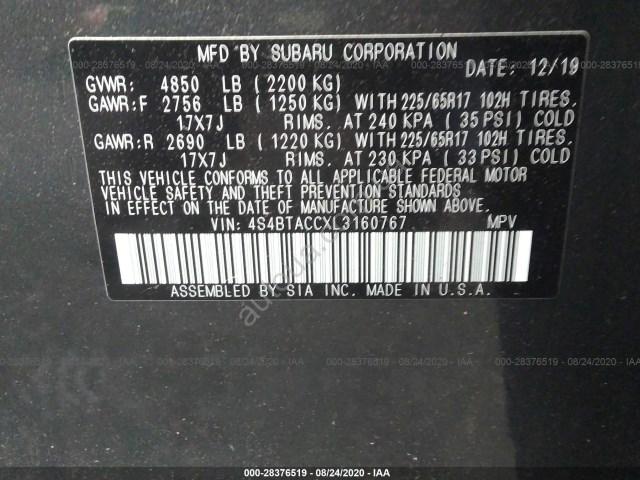 MFD BY SUBARU CORPORATION
DATE: 12/19
GVWR: 4850 LB (2200 KG)
GAWR:F 2756 LB (1250 KG) WITH 225/65R17 102H TIRES,
17X7J RIMS, AT 240 KPA (35 PSI) COLD
GAWR:R 2690 LB (1220 KG) WITH 225/65R17 102H TIRES,
17X7J RIMS, AT 230 KPA (33 PSI) COLD
THIS VEHICLE CONFORMS TO ALL APPLICABLE FEDERAL MOTOR
VEHICLE SAFETY AND THEFT PREVENTION STANDARDS
IN EFFECT ON THE DATE OF MANUFACTURE SHOWN ABOVE.
VIN: 4S4BTACCXL3160767 MPV
ASSEMBLED BY SIA INC. MADE IN U.S.A.
000-28376519 - 08/24/2020 - IAA